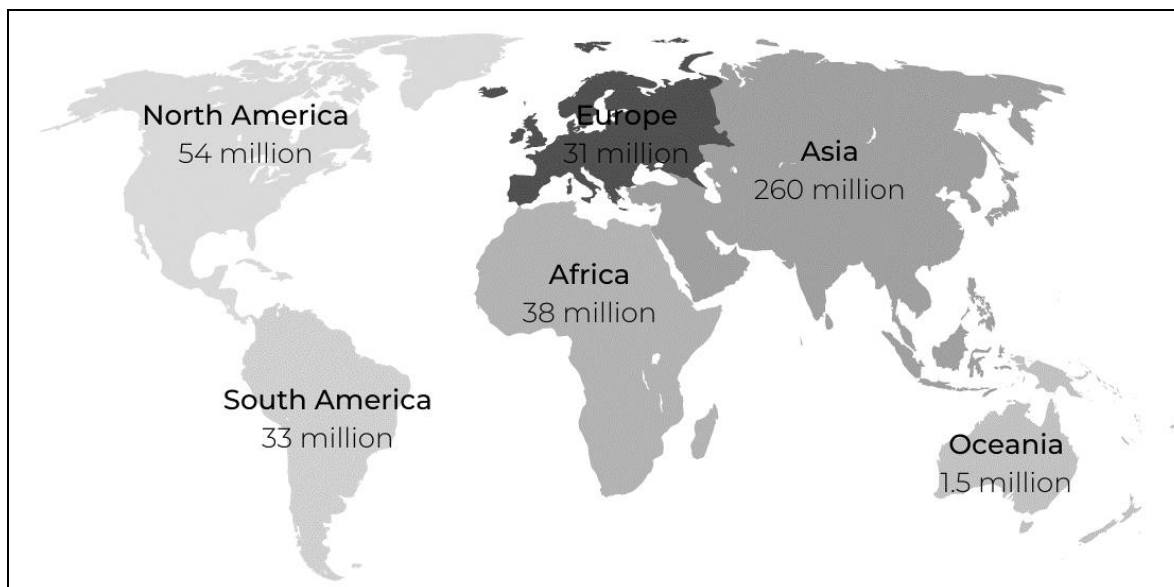 North America
54 million
Europe
31 million
Asia
260 million
Africa
38 million
South America
33 million
Oceania
1.5 million